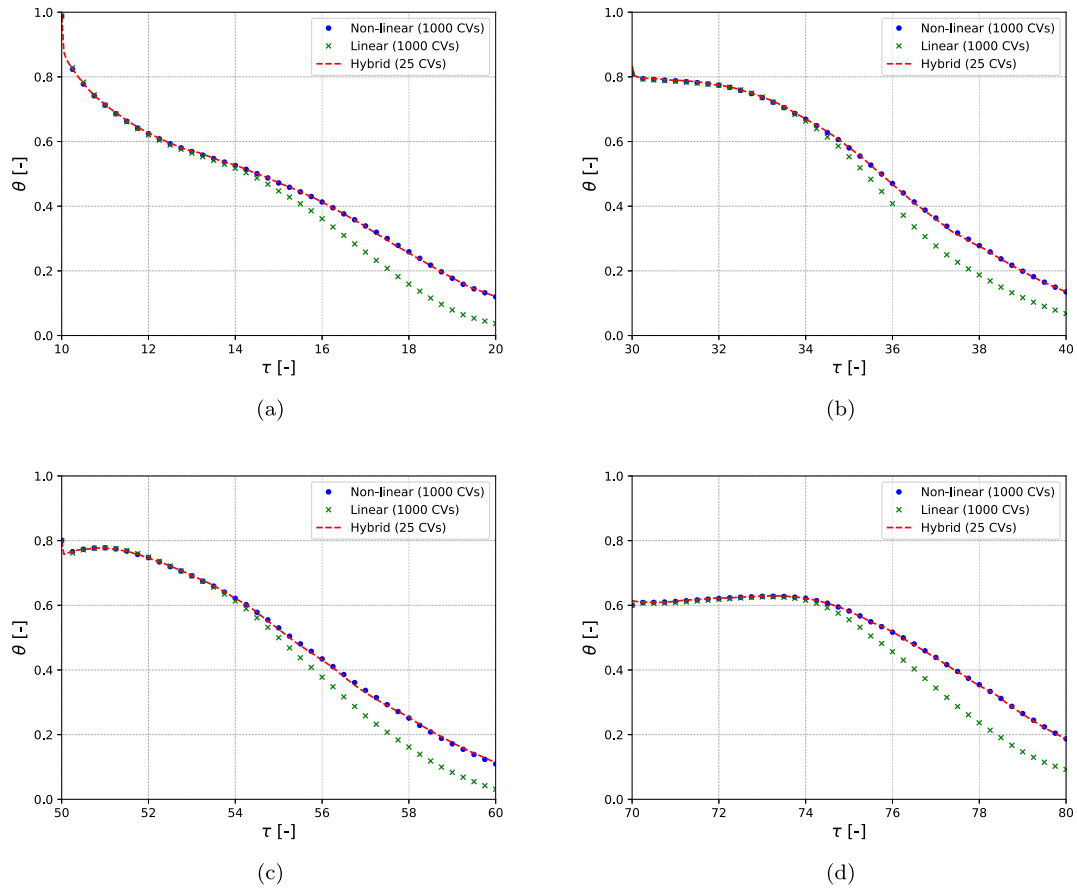 1.0
0.8
0.6
0.4
0.2
0.0
θ [-]
Non-linear (1000 CVs)
Linear (1000 CVs)
Hybrid (25 CVs)
10 12 14 16 18 20
τ [-]
(a)
1.0
0.8
0.6
0.4
0.2
0.0
θ [-]
Non-linear (1000 CVs)
Linear (1000 CVs)
Hybrid (25 CVs)
30 32 34 36 38 40
τ [-]
(b)
1.0
0.8
0.6
0.4
0.2
0.0
θ [-]
Non-linear (1000 CVs)
Linear (1000 CVs)
Hybrid (25 CVs)
50 52 54 56 58 60
τ [-]
(c)
1.0
0.8
0.6
0.4
0.2
0.0
θ [-]
Non-linear (1000 CVs)
Linear (1000 CVs)
Hybrid (25 CVs)
70 72 74 76 78 80
τ [-]
(d)